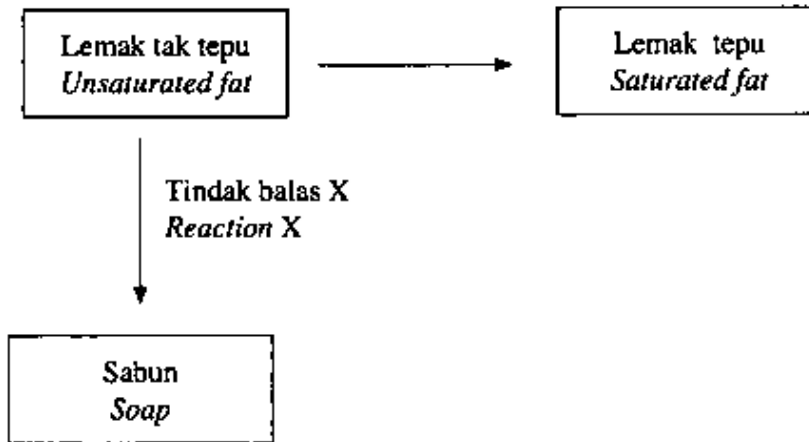 Lemak tak tepu
Unsaturated fat
Lemak tepu
Saturated fat
Tindak balas X
Reaction X
Sabun
Soap